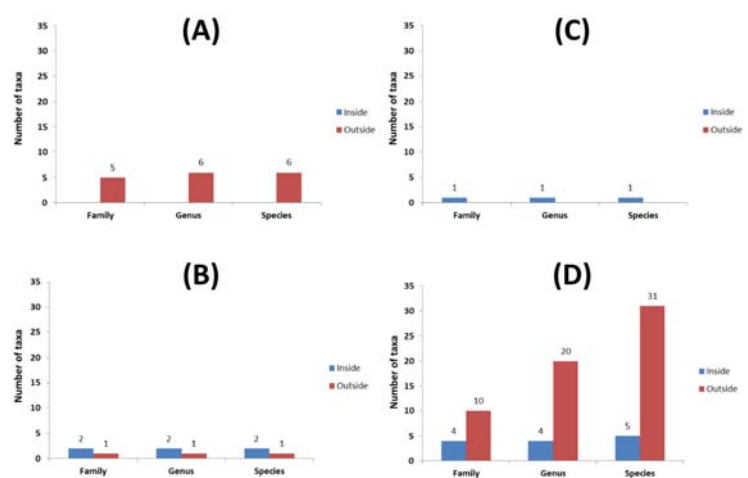 (A)
Number of taxa
35
30
25
20
15
10
5
0
5
6
6
Family
Genus
Species
Inside
Outside
(C)
Number of taxa
35
30
25
20
15
10
5
0
1
1
1
Family
Genus
Species
Inside
Outside
(B)
Number of taxa
35
30
25
20
15
10
5
0
2
1
2
1
2
1
Family
Genus
Species
Inside
Outside
(D)
Number of taxa
35
30
25
20
15
10
5
0
4
10
4
20
5
31
Family
Genus
Species
Inside
Outside